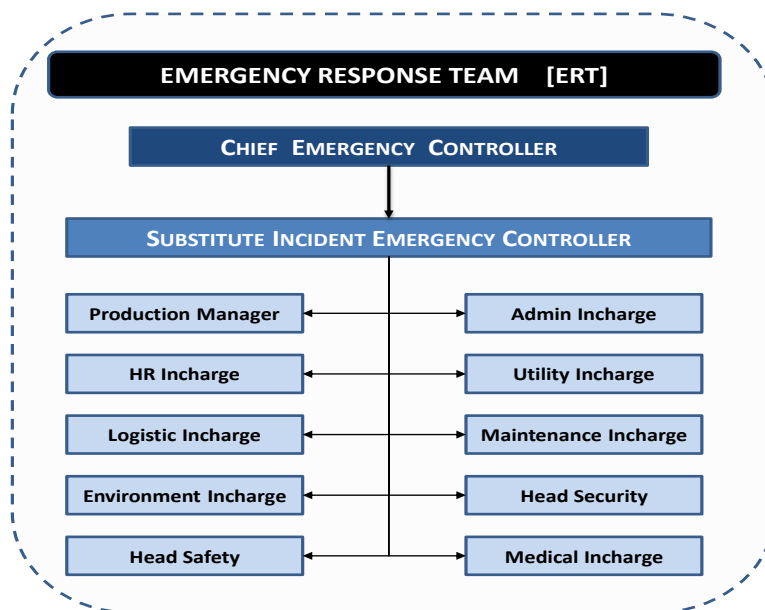 EMERGENCY RESPONSE TEAM [ERT]
CHIEF EMERGENCY CONTROLLER
SUBSTITUTE INCIDENT EMERGENCY CONTROLLER
Production Manager
Admin Incharge
HR Incharge
Utility Incharge
Logistic Incharge
Maintenance Incharge
Environment Incharge
Head Security
Head Safety
Medical Incharge